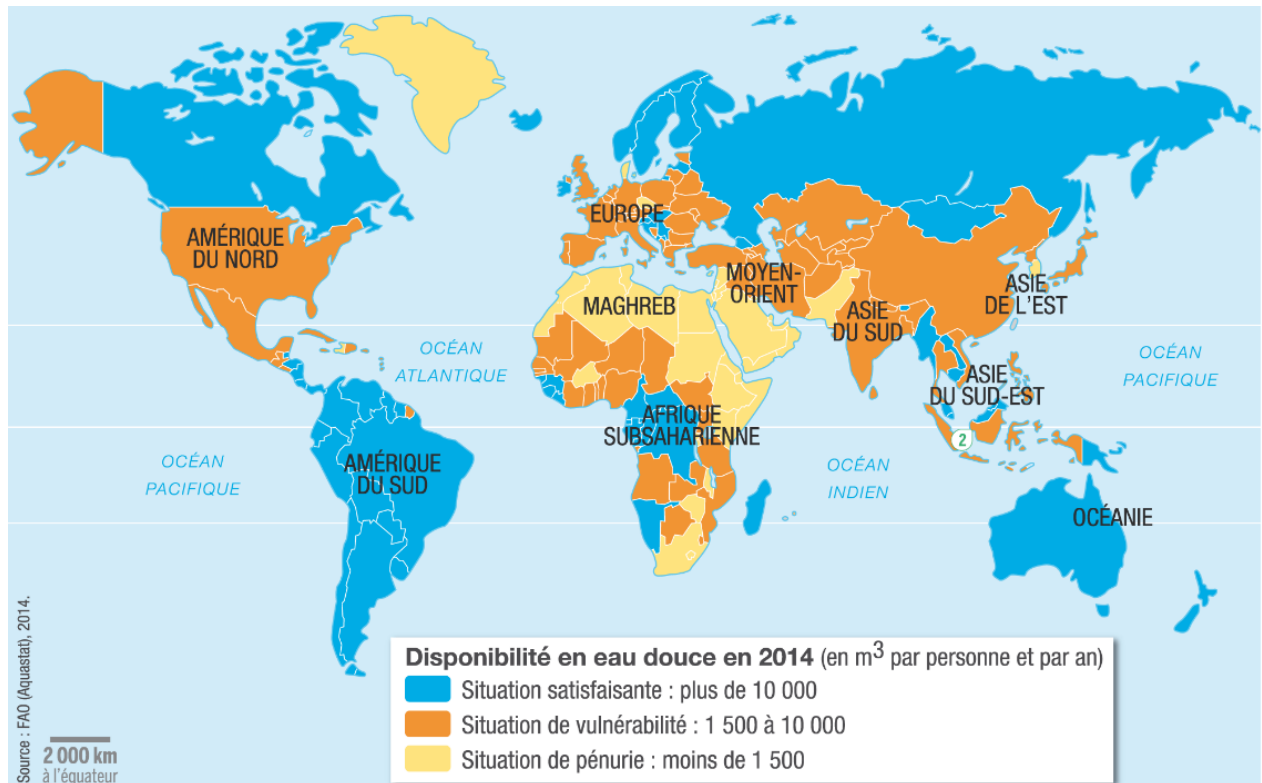 EUROPE
AMÉRIQUE
DU NORD
MOYEN-
ORIENT
MAGHREB
ASIE
DE L'EST
ASIE
DU SUD
OCÉAN
ATLANTIQUE
OCÉAN
PACIFIQUE
ASIE
DU SUD-EST
AFRIQUE
SUBSAHARIENNE
2
OCÉAN
PACIFIQUE
AMÉRIQUE
DU SUD
OCÉAN
INDIEN
OCÉANIE
Disponibilité en eau douce en 2014 (en m³ par personne et par an)
Situation satisfaisante : plus de 10 000
Situation de vulnérabilité : 1 500 à 10 000
Situation de pénurie : moins de 1 500
Source : FAO (Aquastat), 2014.
2 000 km
à l'équateur